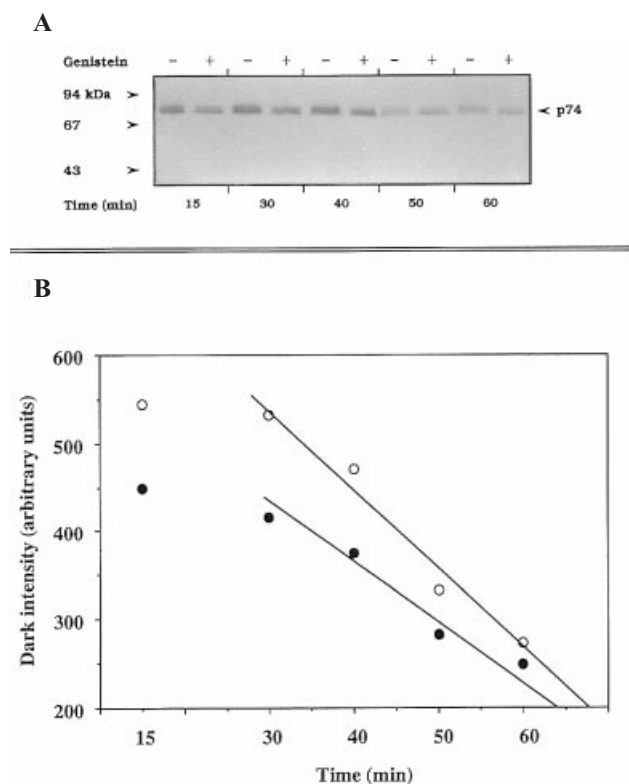 A
Genistein - + - + - + - + - +
94 kDa
67
43
p74
Time (min) 15 30 40 50 60
B
600
500
400
300
200
Dark intensity (arbitrary units)
15 30 40 50 60
Time (min)